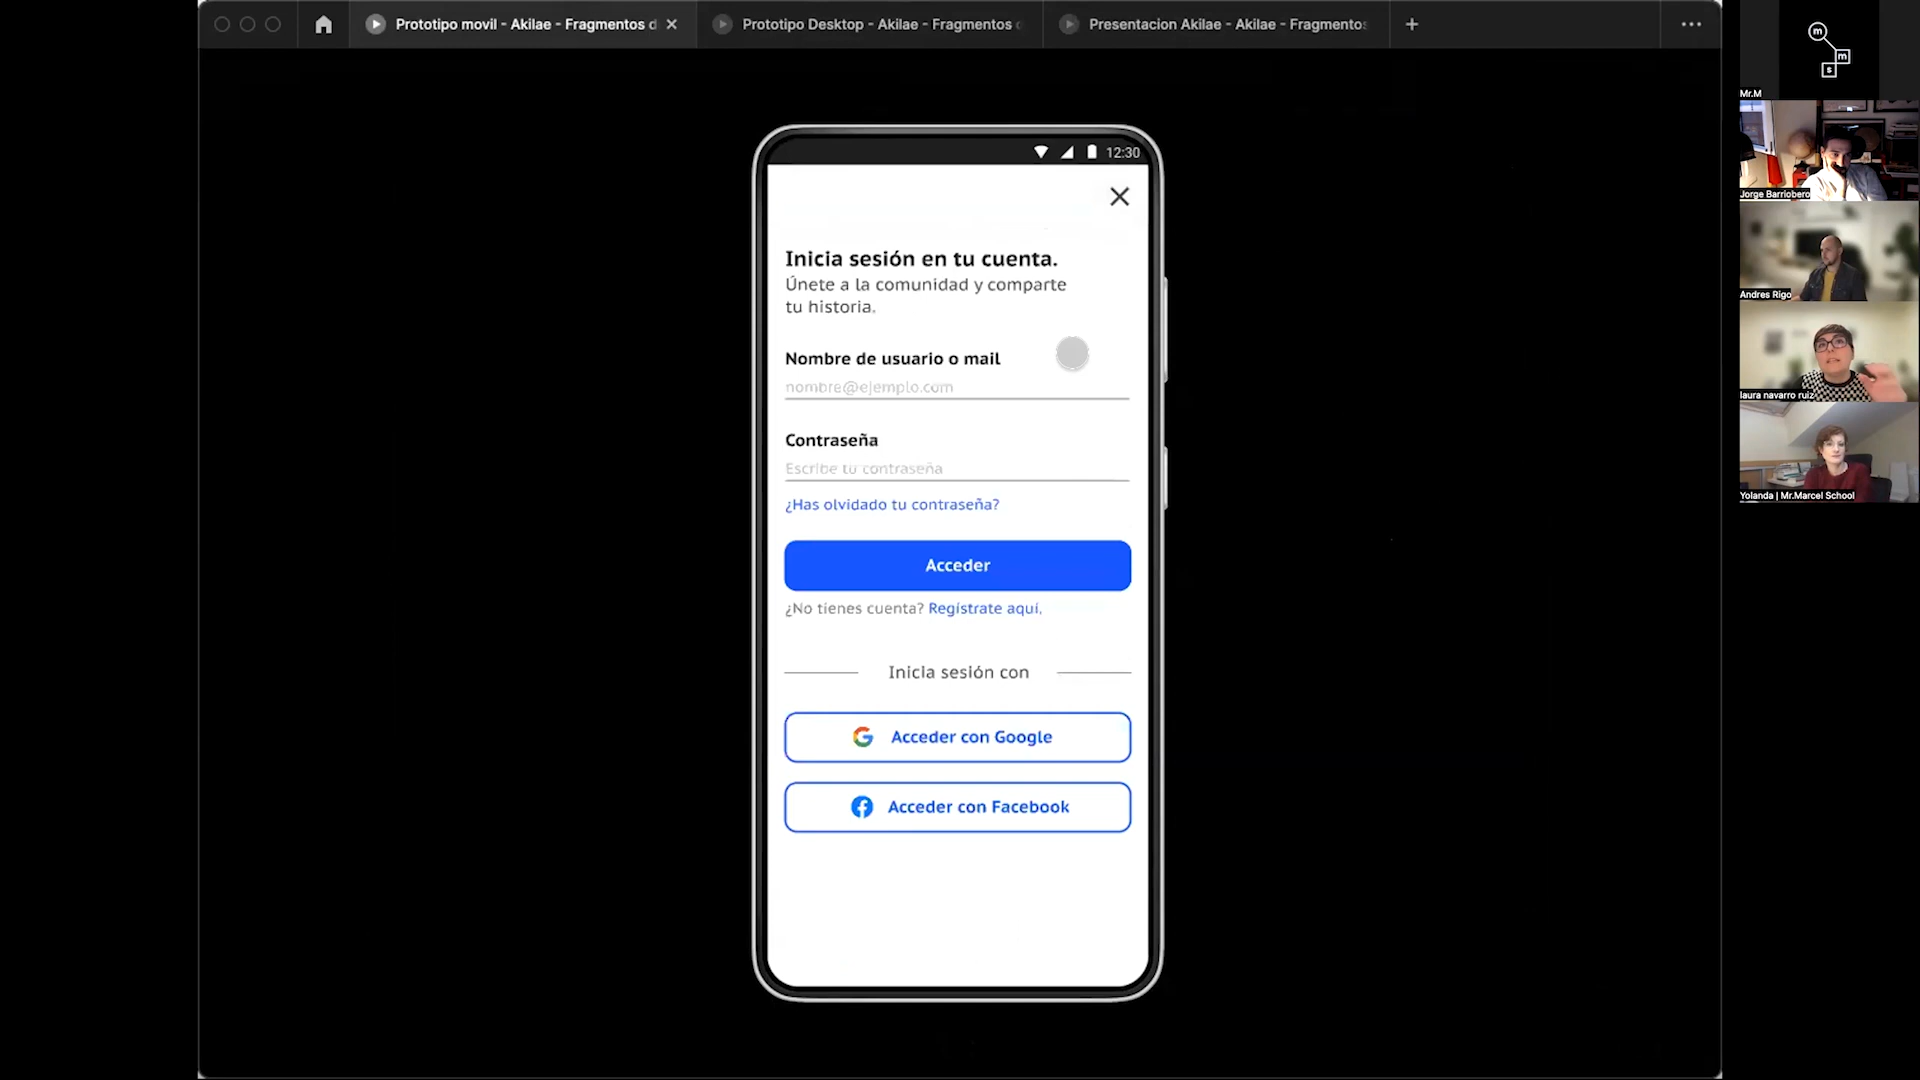 Prototipo movil - Akilae - Fragmentos d
Prototipo Desktop - Akilae - Fragmentos
Presentacion Akilae - Akilae - Fragmentos
12:30
Inicia sesión en tu cuenta.
Únete a la comunidad y comparte
tu historia.
Nombre de usuario o mail
nombre@ejemplo.com
Contraseña
Escribe tu contraseña
¿Has olvidado tu contraseña?
Acceder
¿No tienes cuenta? Regístrate aquí.
Inicia sesión con
Acceder con Google
Acceder con Facebook
m
m
s
Mr.M
Jorge Barriobero
Andres Rigo
laura navarro ruiz
Yolanda | Mr.Marcel School